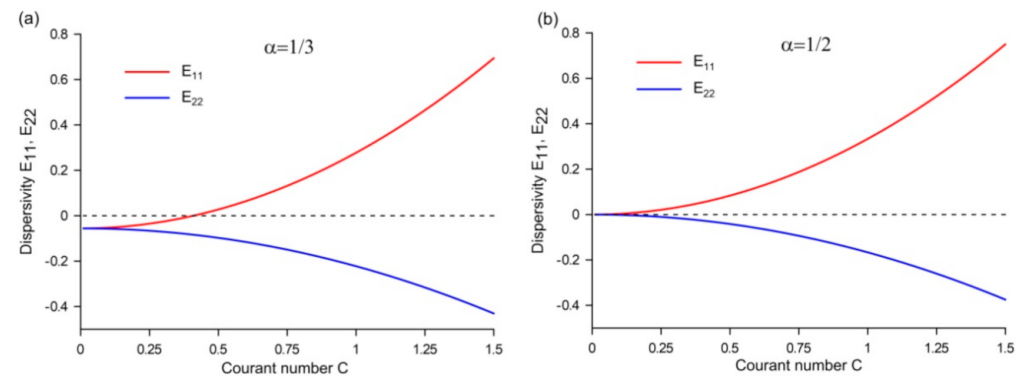 (a)
α=1/3
E11
E22
Dispersivity E11, E22
0.8
0.6
0.4
0.2
0
-0.2
-0.4
0 0.25 0.5 0.75 1 1.25 1.5
Courant number C
(b)
α=1/2
E11
E22
Dispersivity E11, E22
0.8
0.6
0.4
0.2
0
-0.2
-0.4
0 0.25 0.5 0.75 1 1.25 1.5
Courant number C